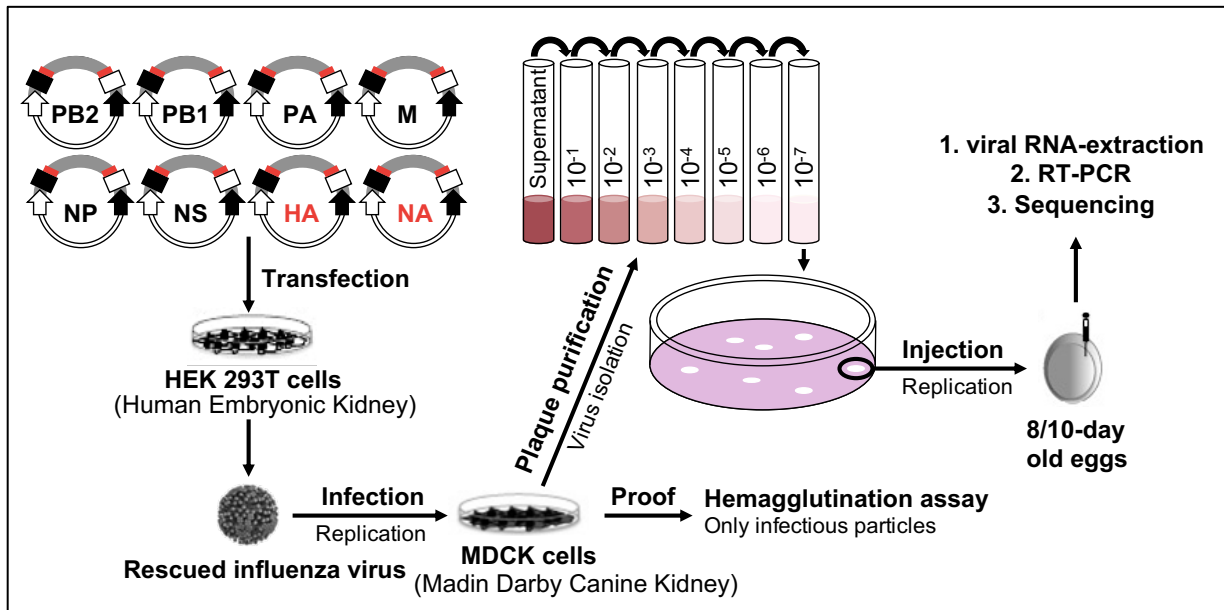 PB2
PB1
PA
M
NP
NS
HA
NA
Transfection
HEK 293T cells
(Human Embryonic Kidney)
Rescued influenza virus
Infection
Replication
MDCK cells
(Madin Darby Canine Kidney)
Proof
Hemagglutination assay
Only infectious particles
Plaque purification
Virus isolation
Supernatant
10-1
10-2
10-3
10-4
10-5
10-6
10-7
Injection
Replication
8/10-day
old eggs
1. viral RNA-extraction
2. RT-PCR
3. Sequencing